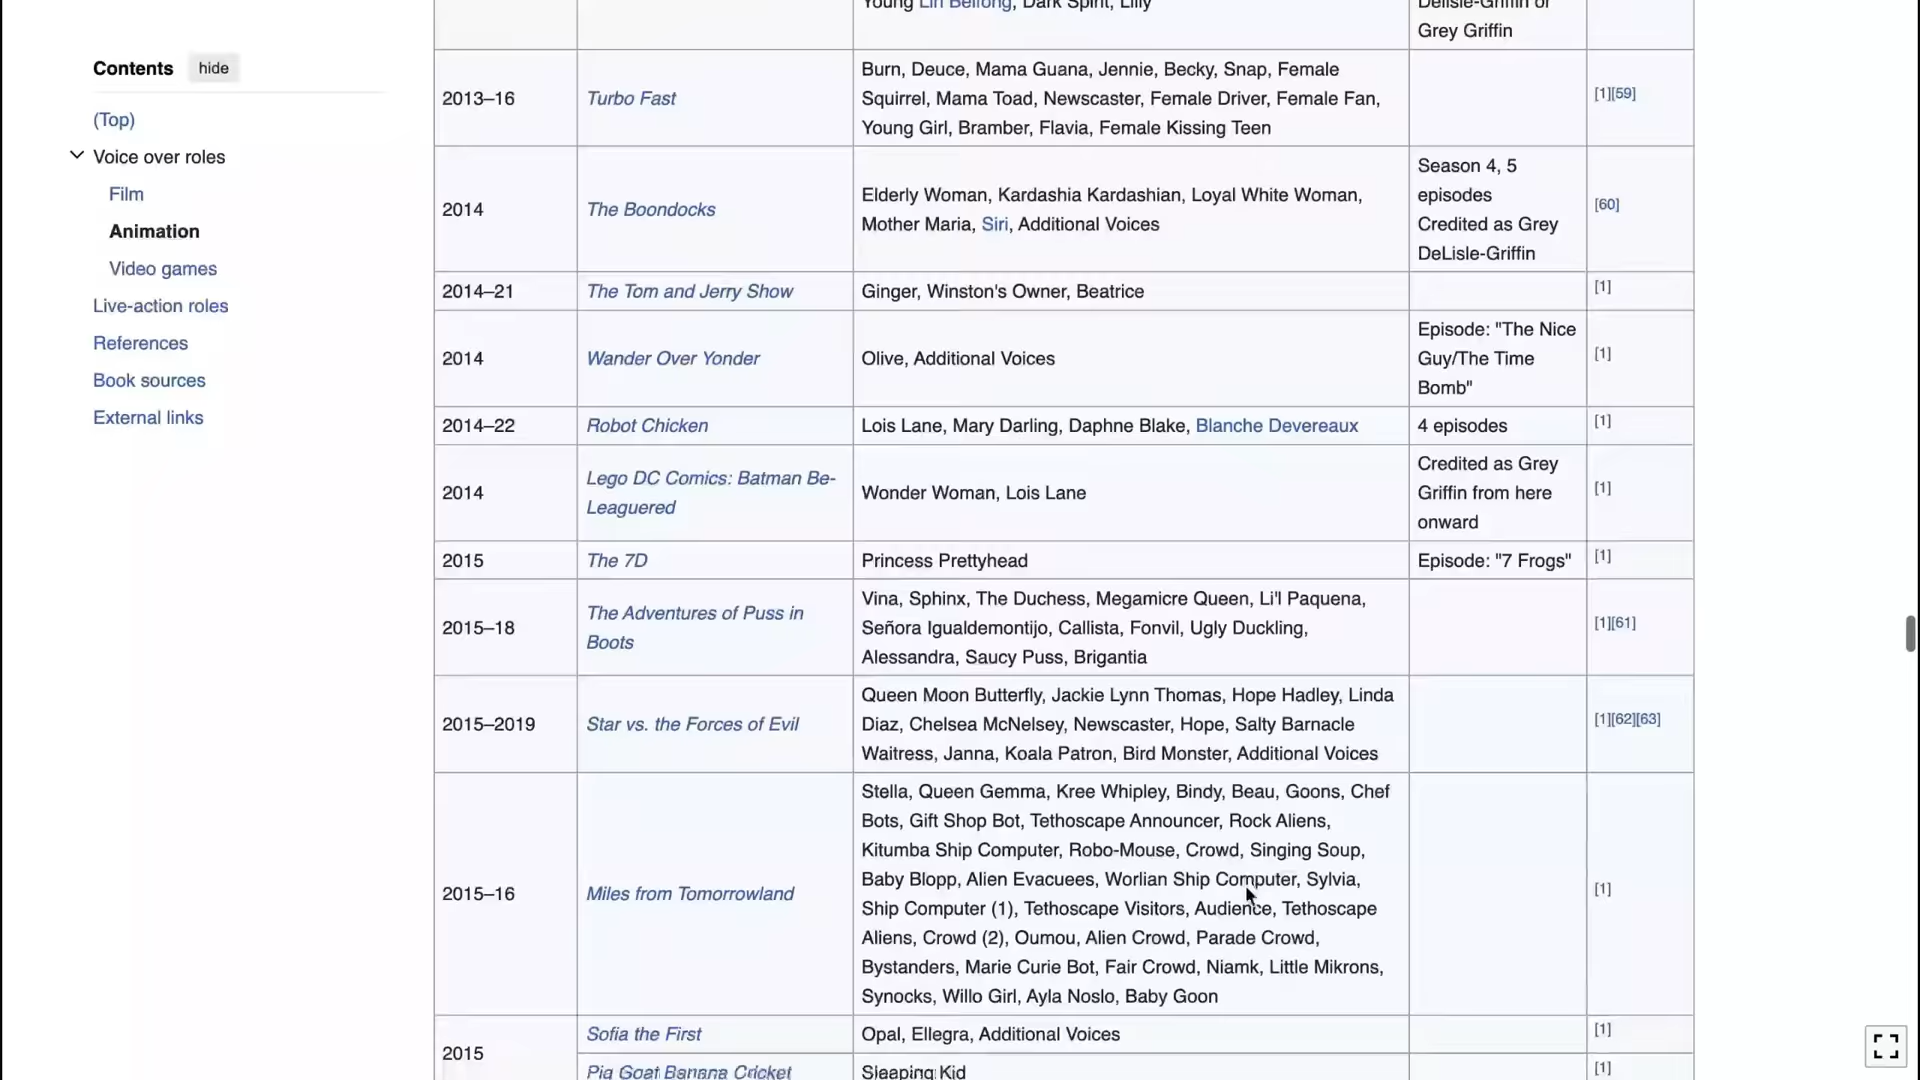 Contents hide
(Top)
Voice over roles
Film
Animation
Video games
Live-action roles
References
Book sources
External links
Young Lin Beifong, Dark Spirit, Lilly
Delisle-Griffin or
Grey Griffin
2013–16
Turbo Fast
Burn, Deuce, Mama Guana, Jennie, Becky, Snap, Female
Squirrel, Mama Toad, Newscaster, Female Driver, Female Fan,
Young Girl, Bramber, Flavia, Female Kissing Teen
[1][59]
2014
The Boondocks
Elderly Woman, Kardashia Kardashian, Loyal White Woman,
Mother Maria, Siri, Additional Voices
Season 4, 5
episodes
Credited as Grey
DeLisle-Griffin
[60]
2014–21
The Tom and Jerry Show
Ginger, Winston's Owner, Beatrice
[1]
2014
Wander Over Yonder
Olive, Additional Voices
Episode: "The Nice
Guy/The Time
Bomb"
[1]
2014–22
Robot Chicken
Lois Lane, Mary Darling, Daphne Blake, Blanche Devereaux
4 episodes
[1]
2014
Lego DC Comics: Batman Be-
Leaguered
Wonder Woman, Lois Lane
Credited as Grey
Griffin from here
onward
[1]
2015
The 7D
Princess Prettyhead
Episode: "7 Frogs"
[1]
2015–18
The Adventures of Puss in
Boots
Vina, Sphinx, The Duchess, Megamicre Queen, Li'l Paquena,
Señora Igualdemontijo, Callista, Fonvil, Ugly Duckling,
Alessandra, Saucy Puss, Brigantia
[1][61]
2015–2019
Star vs. the Forces of Evil
Queen Moon Butterfly, Jackie Lynn Thomas, Hope Hadley, Linda
Diaz, Chelsea McNelsey, Newscaster, Hope, Salty Barnacle
Waitress, Janna, Koala Patron, Bird Monster, Additional Voices
[1][62][63]
2015–16
Miles from Tomorrowland
Stella, Queen Gemma, Kree Whipley, Bindy, Beau, Goons, Chef
Bots, Gift Shop Bot, Tethoscape Announcer, Rock Aliens,
Kitumba Ship Computer, Robo-Mouse, Crowd, Singing Soup,
Baby Blopp, Alien Evacuees, Worlian Ship Computer, Sylvia,
Ship Computer (1), Tethoscape Visitors, Audience, Tethoscape
Aliens, Crowd (2), Oumou, Alien Crowd, Parade Crowd,
Bystanders, Marie Curie Bot, Fair Crowd, Niamk, Little Mikrons,
Synocks, Willo Girl, Ayla Noslo, Baby Goon
[1]
2015
Sofia the First
Opal, Ellegra, Additional Voices
[1]
Pig Goat Banana Cricket
Sleeping Kid
[1]